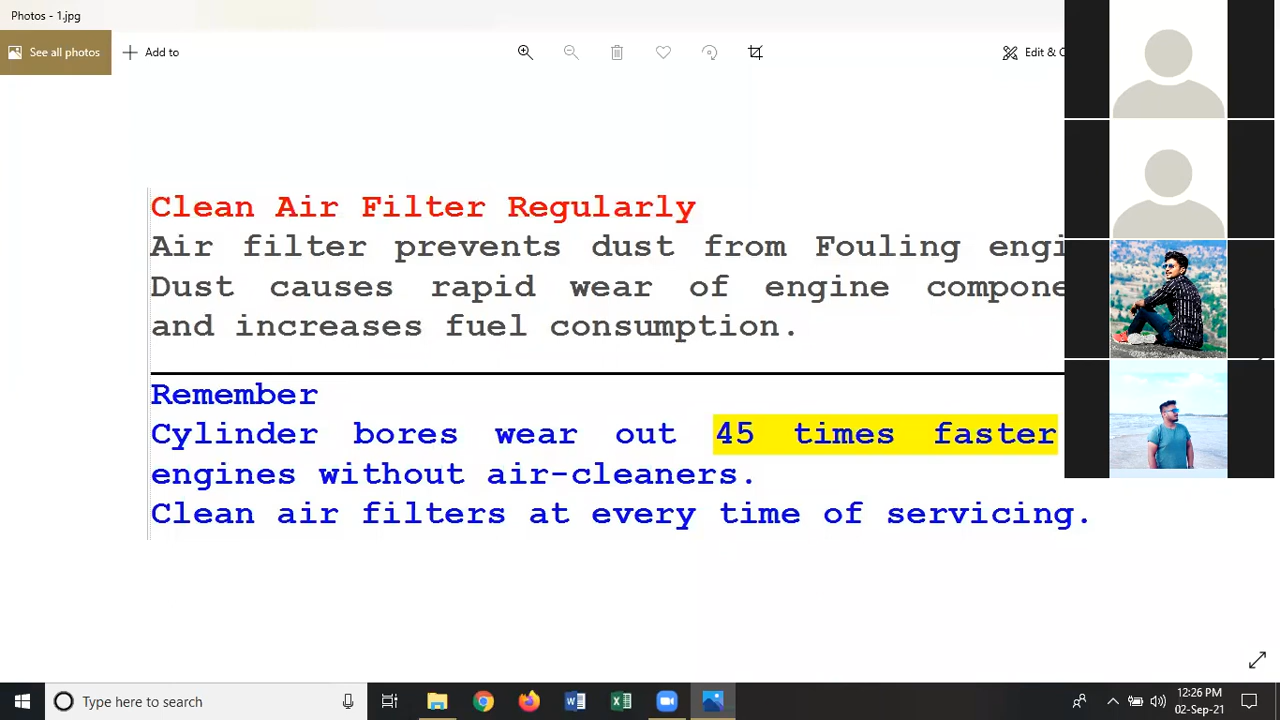 Photos - 1.jpg
See all photos
Add to
Edit & C
Clean Air Filter Regularly
Air filter prevents dust from Fouling engi
Dust causes rapid wear of engine compone
and increases fuel consumption.
Remember
Cylinder bores wear out 45 times faster
engines without air-cleaners.
Clean air filters at every time of servicing.
Type here to search
12:26 PM
02-Sep-21